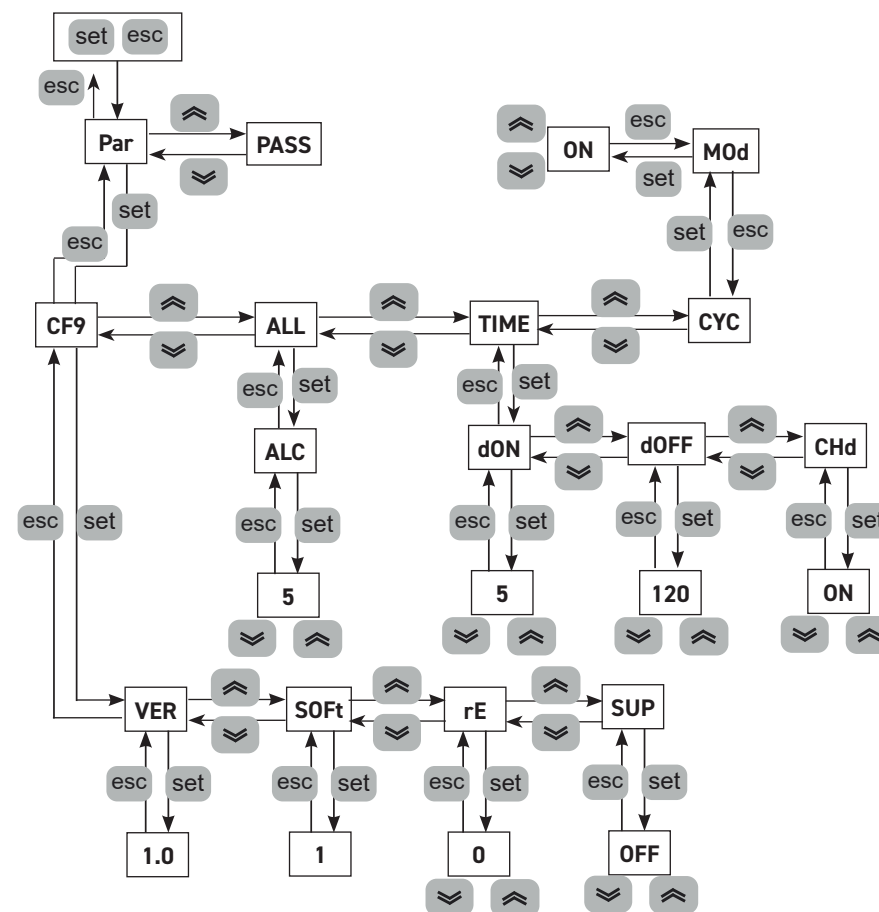 set esc
esc
Par
PASS
ON
esc
MOd
set
set
esc
set
esc
CF9
ALL
TIME
CYC
esc
set
esc
set
ALC
dON
dOFF
CHd
esc
set
esc
set
esc
set
esc
set
esc
set
5
5
120
ON
VER
SOFt
rE
SUP
esc
set
esc
set
esc
set
esc
set
1.0
1
0
OFF